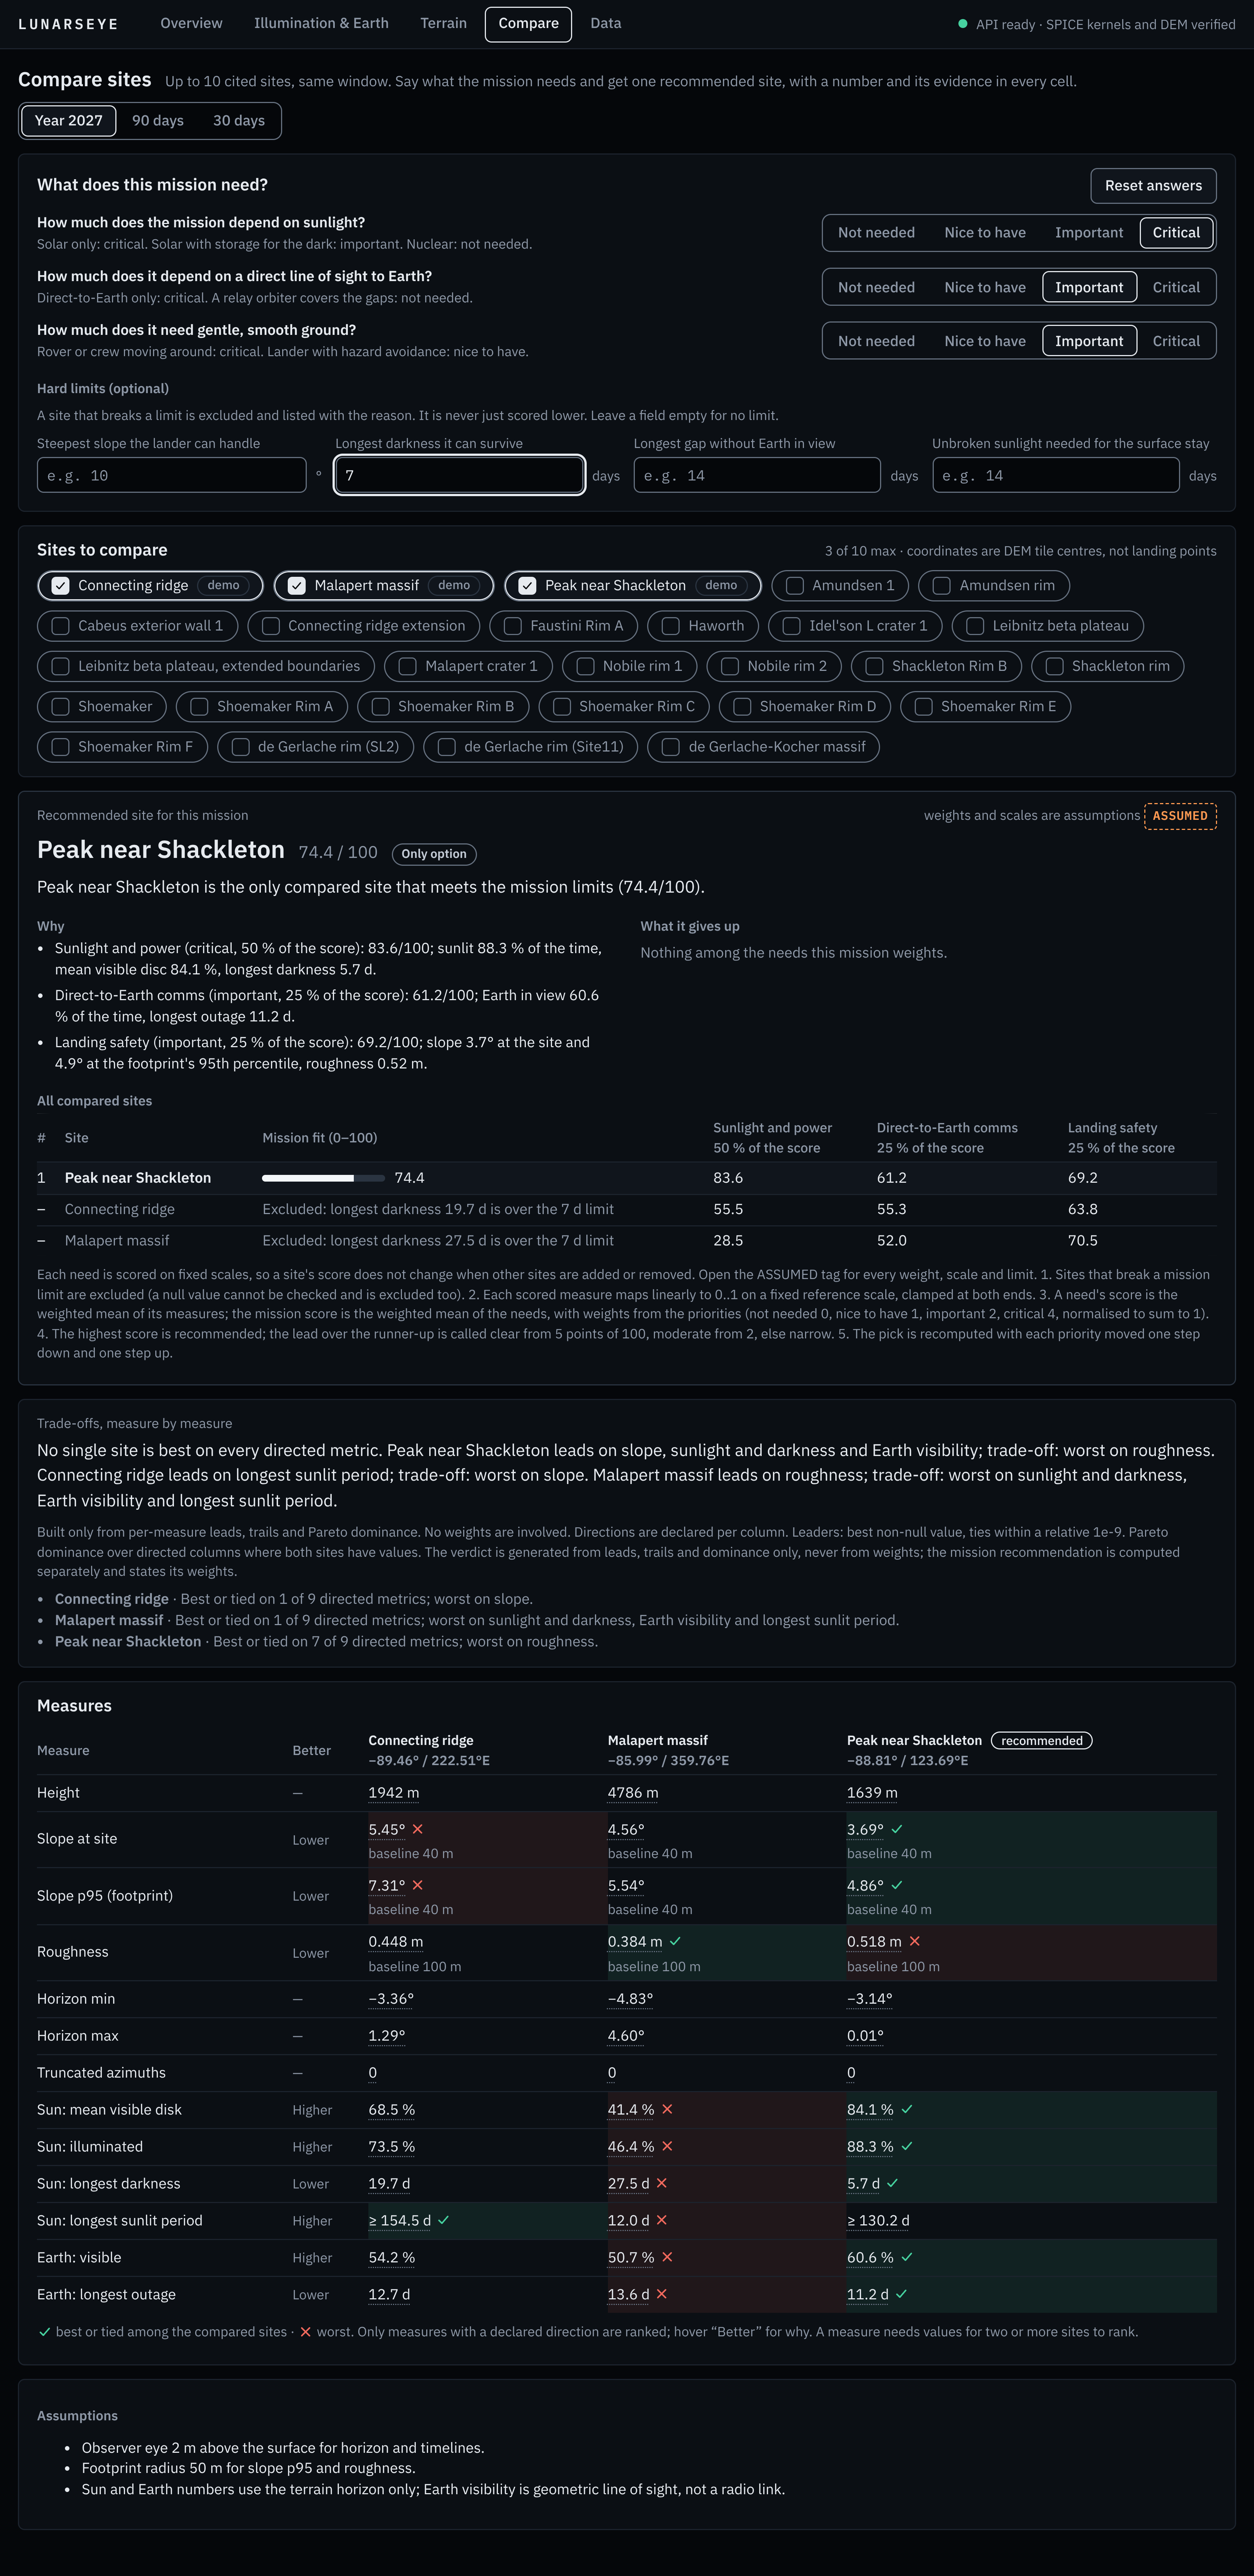 LUNARSEYE Overview Illumination & Earth Terrain Compare Data API ready · SPICE kernels and DEM verified
Compare sites Up to 10 cited sites, same window. Say what the mission needs and get one recommended site, with a number and its evidence in every cell.
Year 2027 90 days 30 days
What does this mission need? Reset answers
How much does the mission depend on sunlight?
Solar only: critical. Solar with storage for the dark: important. Nuclear: not needed.
Not needed Nice to have Important Critical
How much does it depend on a direct line of sight to Earth?
Direct-to-Earth only: critical. A relay orbiter covers the gaps: not needed.
Not needed Nice to have Important Critical
How much does it need gentle, smooth ground?
Rover or crew moving around: critical. Lander with hazard avoidance: nice to have.
Not needed Nice to have Important Critical
Hard limits (optional)
A site that breaks a limit is excluded and listed with the reason. It is never just scored lower. Leave a field empty for no limit.
Steepest slope the lander can handle Longest darkness it can survive Longest gap without Earth in view Unbroken sunlight needed for the surface stay
e.g. 10 ° 7 days e.g. 14 days e.g. 14 days
Sites to compare 3 of 10 max · coordinates are DEM tile centres, not landing points
Connecting ridge demo Malapert massif demo Peak near Shackleton demo Amundsen 1 Amundsen rim
Cabeus exterior wall 1 Connecting ridge extension Faustini Rim A Haworth Idel'son L crater 1 Leibnitz beta plateau
Leibnitz beta plateau, extended boundaries Malapert crater 1 Nobile rim 1 Nobile rim 2 Shackleton Rim B Shackleton rim
Shoemaker Shoemaker Rim A Shoemaker Rim B Shoemaker Rim C Shoemaker Rim D Shoemaker Rim E
Shoemaker Rim F de Gerlache rim (SL2) de Gerlache rim (Site11) de Gerlache-Kocher massif
Recommended site for this mission weights and scales are assumptions ASSUMED
Peak near Shackleton 74.4 / 100 Only option
Peak near Shackleton is the only compared site that meets the mission limits (74.4/100).
Why
• Sunlight and power (critical, 50 % of the score): 83.6/100; sunlit 88.3 % of the time,
mean visible disc 84.1 %, longest darkness 5.7 d.
• Direct-to-Earth comms (important, 25 % of the score): 61.2/100; Earth in view 60.6
% of the time, longest outage 11.2 d.
• Landing safety (important, 25 % of the score): 69.2/100; slope 3.7° at the site and
4.9° at the footprint's 95th percentile, roughness 0.52 m.
What it gives up
Nothing among the needs this mission weights.
All compared sites
# Site Mission fit (0–100) Sunlight and power Direct-to-Earth comms Landing safety
50 % of the score 25 % of the score 25 % of the score
1 Peak near Shackleton 74.4 83.6 61.2 69.2
– Connecting ridge Excluded: longest darkness 19.7 d is over the 7 d limit 55.5 55.3 63.8
– Malapert massif Excluded: longest darkness 27.5 d is over the 7 d limit 28.5 52.0 70.5
Each need is scored on fixed scales, so a site's score does not change when other sites are added or removed. Open the ASSUMED tag for every weight, scale and limit. 1. Sites that break a mission
limit are excluded (a null value cannot be checked and is excluded too). 2. Each scored measure maps linearly to 0..1 on a fixed reference scale, clamped at both ends. 3. A need's score is the
weighted mean of its measures; the mission score is the weighted mean of the needs, with weights from the priorities (not needed 0, nice to have 1, important 2, critical 4, normalised to sum to 1).
4. The highest score is recommended; the lead over the runner-up is called clear from 5 points of 100, moderate from 2, else narrow. 5. The pick is recomputed with each priority moved one step
down and one step up.
Trade-offs, measure by measure
No single site is best on every directed metric. Peak near Shackleton leads on slope, sunlight and darkness and Earth visibility; trade-off: worst on roughness.
Connecting ridge leads on longest sunlit period; trade-off: worst on slope. Malapert massif leads on roughness; trade-off: worst on sunlight and darkness,
Earth visibility and longest sunlit period.
Built only from per-measure leads, trails and Pareto dominance. No weights are involved. Directions are declared per column. Leaders: best non-null value, ties within a relative 1e-9. Pareto
dominance over directed columns where both sites have values. The verdict is generated from leads, trails and dominance only, never from weights; the mission recommendation is computed
separately and states its weights.
• Connecting ridge · Best or tied on 1 of 9 directed metrics; worst on slope.
• Malapert massif · Best or tied on 1 of 9 directed metrics; worst on sunlight and darkness, Earth visibility and longest sunlit period.
• Peak near Shackleton · Best or tied on 7 of 9 directed metrics; worst on roughness.
Measures
Measure Better Connecting ridge Malapert massif Peak near Shackleton recommended
−89.46° / 222.51°E −85.99° / 359.76°E −88.81° / 123.69°E
Height — 1942 m 4786 m 1639 m
Slope at site Lower 5.45° ✕ 4.56° 3.69° ✓
baseline 40 m baseline 40 m baseline 40 m
Slope p95 (footprint) Lower 7.31° ✕ 5.54° 4.86° ✓
baseline 40 m baseline 40 m baseline 40 m
Roughness Lower 0.448 m 0.384 m ✓ 0.518 m ✕
baseline 100 m baseline 100 m baseline 100 m
Horizon min — −3.36° −4.83° −3.14°
Horizon max — 1.29° 4.60° 0.01°
Truncated azimuths — 0 0 0
Sun: mean visible disk Higher 68.5 % 41.4 % ✕ 84.1 % ✓
Sun: illuminated Higher 73.5 % 46.4 % ✕ 88.3 % ✓
Sun: longest darkness Lower 19.7 d 27.5 d ✕ 5.7 d ✓
Sun: longest sunlit period Higher ≥ 154.5 d ✓ 12.0 d ✕ ≥ 130.2 d
Earth: visible Higher 54.2 % 50.7 % ✕ 60.6 % ✓
Earth: longest outage Lower 12.7 d 13.6 d ✕ 11.2 d ✓
✓ best or tied among the compared sites · ✕ worst. Only measures with a declared direction are ranked; hover “Better” for why. A measure needs values for two or more sites to rank.
Assumptions
• Observer eye 2 m above the surface for horizon and timelines.
• Footprint radius 50 m for slope p95 and roughness.
• Sun and Earth numbers use the terrain horizon only; Earth visibility is geometric line of sight, not a radio link.